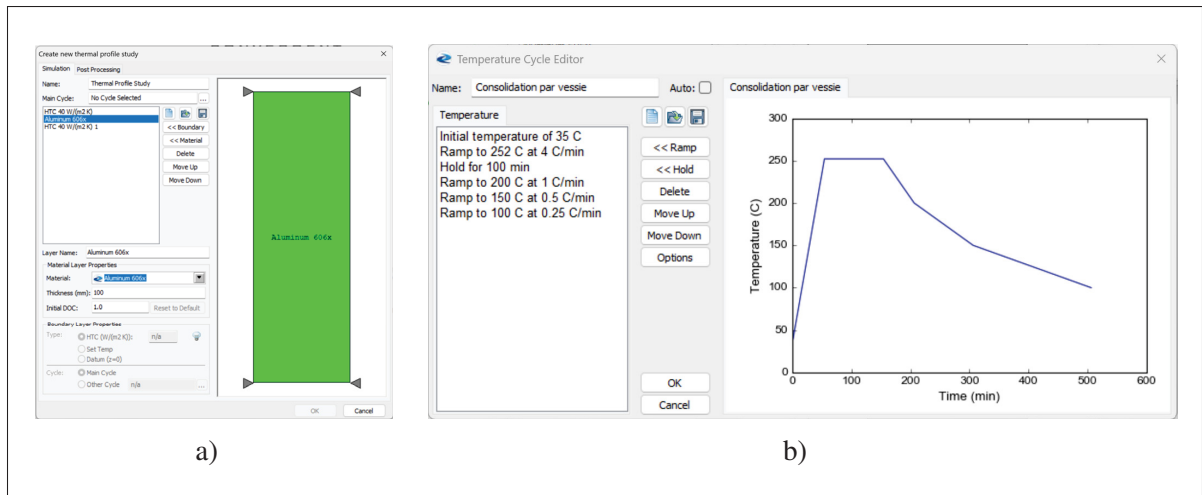 Create new thermal profile study
Simulation Post Processing
Name: Thermal Profile Study
Main Cycle: No Cycle Selected ...
HTC 40 W/(m2 K)
Aluminum 606x
HTC 40 W/(m2 K) 1
<< Boundary
<< Material
Delete
Move Up
Move Down
Layer Name: Aluminum 606x
Material Layer Properties
Material: Aluminum 606x
Thickness (mm): 100
Initial DOC: 1.0 Reset to Default
Boundary Layer Properties
Type: HTC (W/(m2 K)): n/a
Set Temp
Datum (z=0)
Cycle: Main Cycle
Other Cycle n/a ...
Aluminum 606x
OK Cancel
a)
Temperature Cycle Editor
Name: Consolidation par vessie Auto:
Temperature
Initial temperature of 35 C
Ramp to 252 C at 4 C/min
Hold for 100 min
Ramp to 200 C at 1 C/min
Ramp to 150 C at 0.5 C/min
Ramp to 100 C at 0.25 C/min
<< Ramp
<< Hold
Delete
Move Up
Move Down
Options
OK
Cancel
Consolidation par vessie
Temperature (C)
300
250
200
150
100
50
0
0 100 200 300 400 500 600
Time (min)
b)